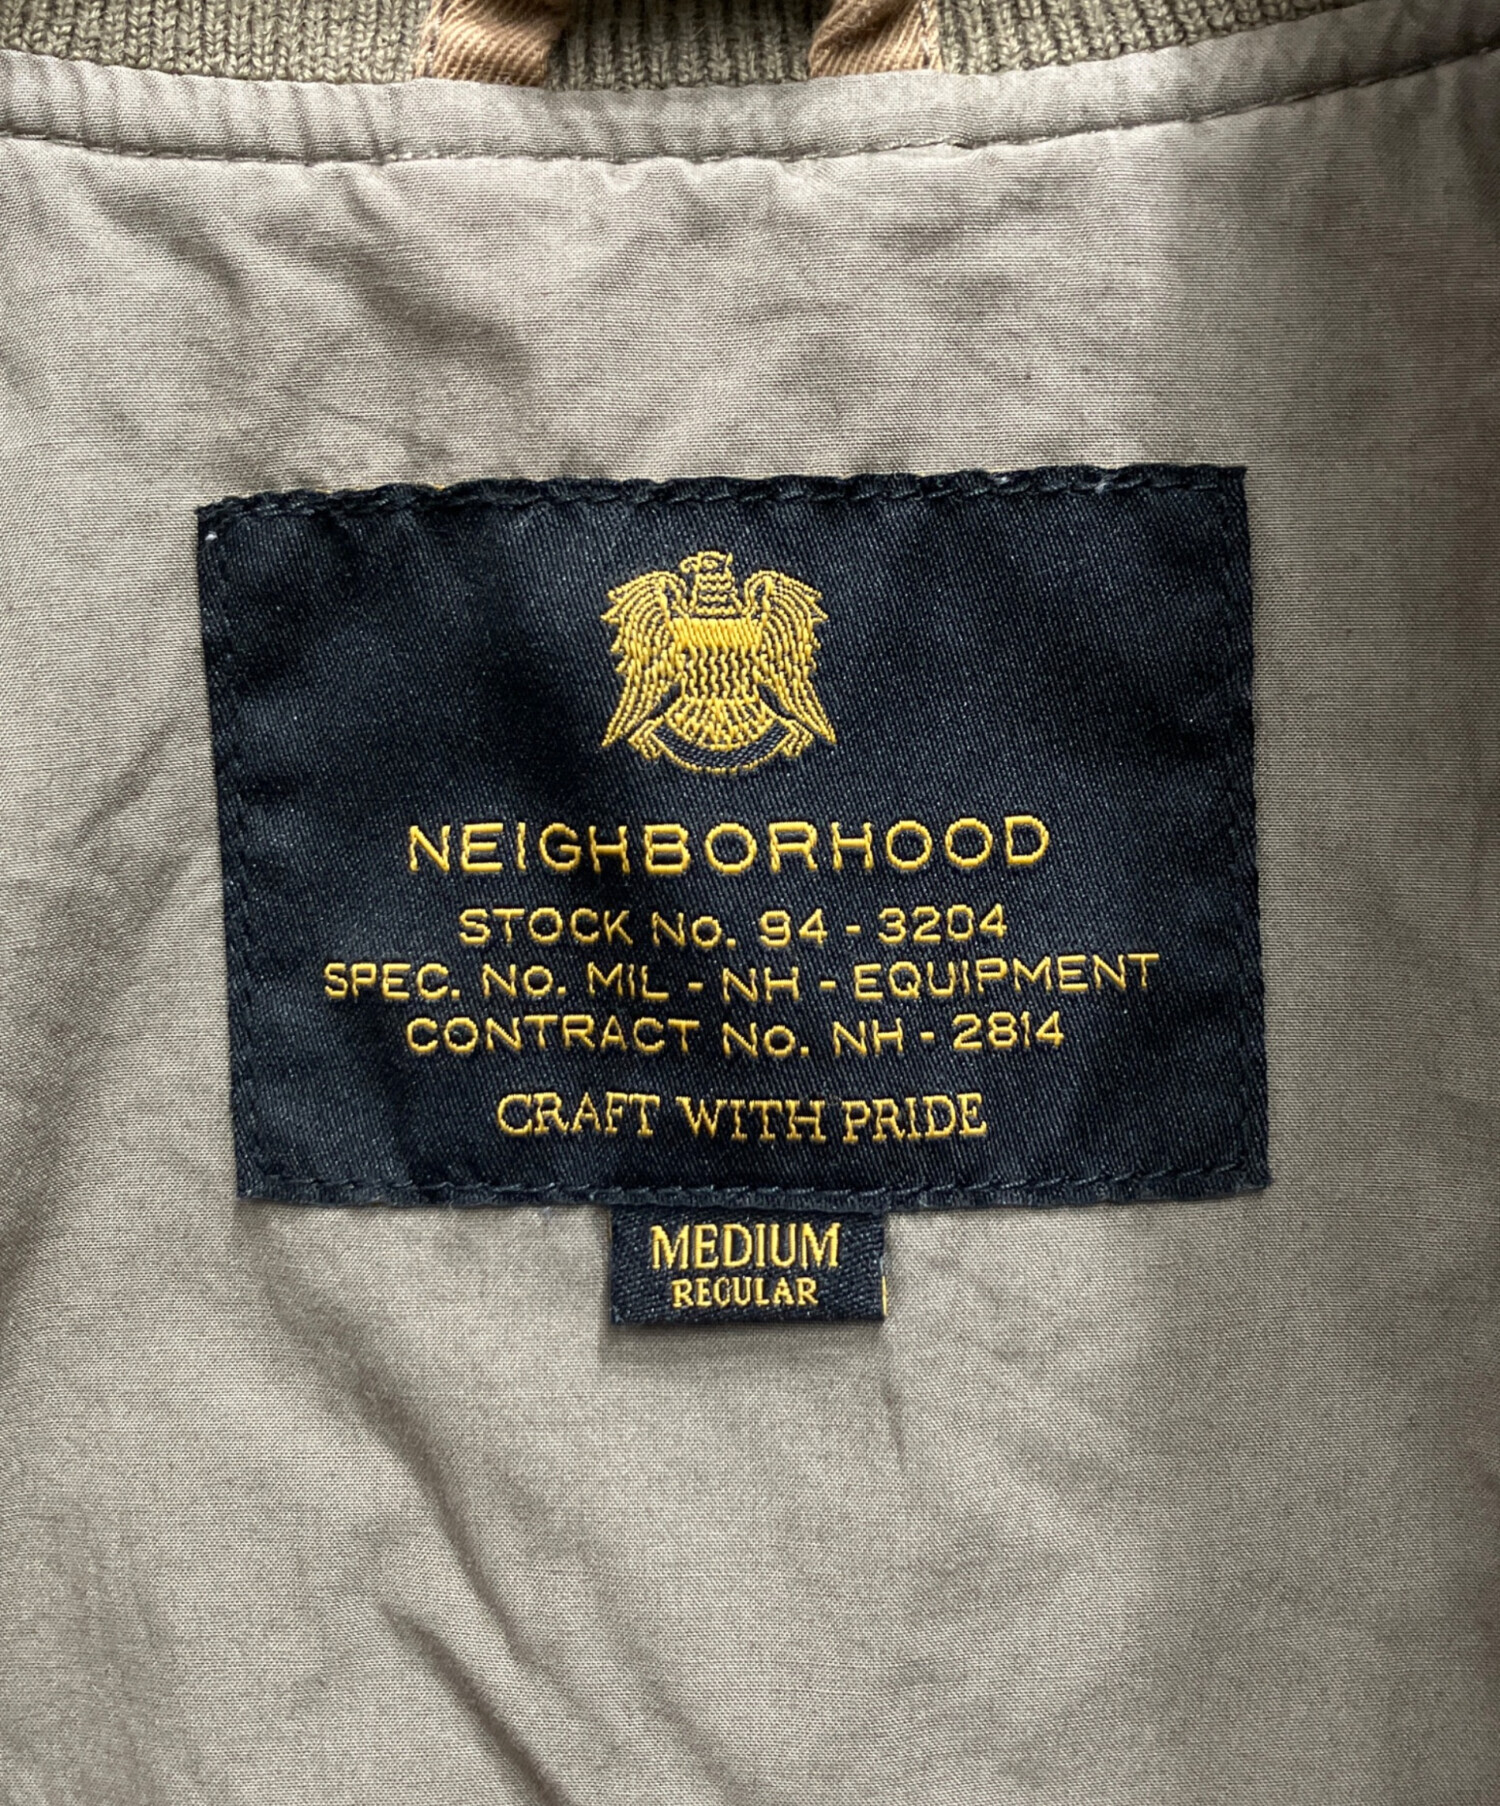 NEIGHBORHOOD
STOCK No. 94 - 3204
SPEC. No. MIL - NH - EQUIPMENT
CONTRACT No. NH - 2814
CRAFT WITH PRIDE
MEDIUM
REGULAR